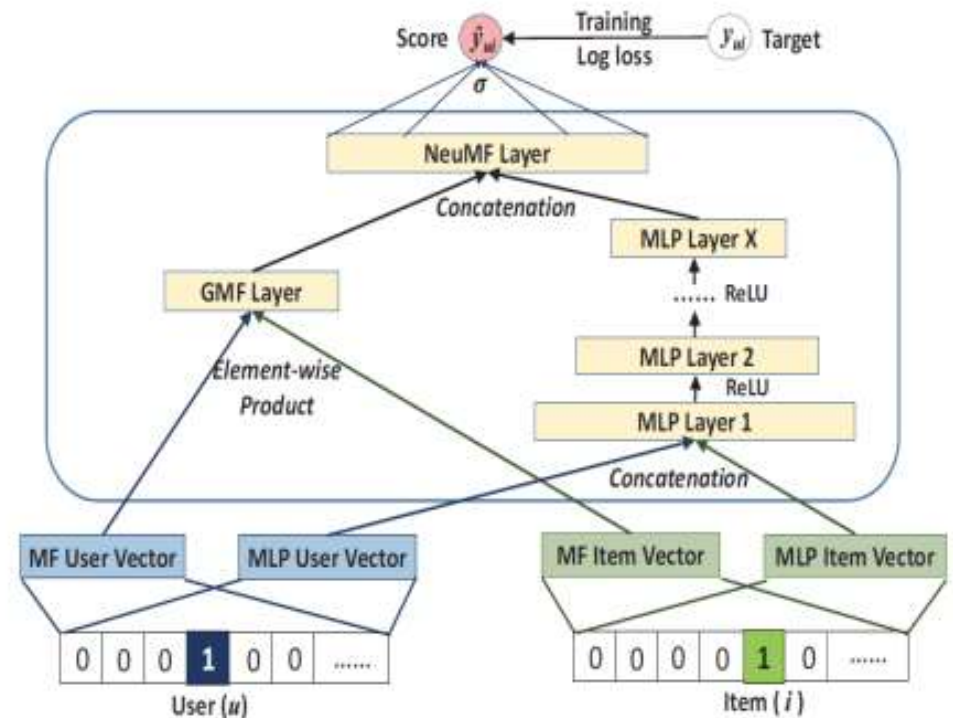 Score ŷui Training yui Target
Log loss
σ
NeuMF Layer
Concatenation
MLP Layer X
GMF Layer
...... ReLU
MLP Layer 2
Element-wise
Product
ReLU
MLP Layer 1
Concatenation
MF User Vector MLP User Vector MF Item Vector MLP Item Vector
0 0 0 1 0 0 ...... 0 0 0 0 1 0 ......
User (u) Item ( i )